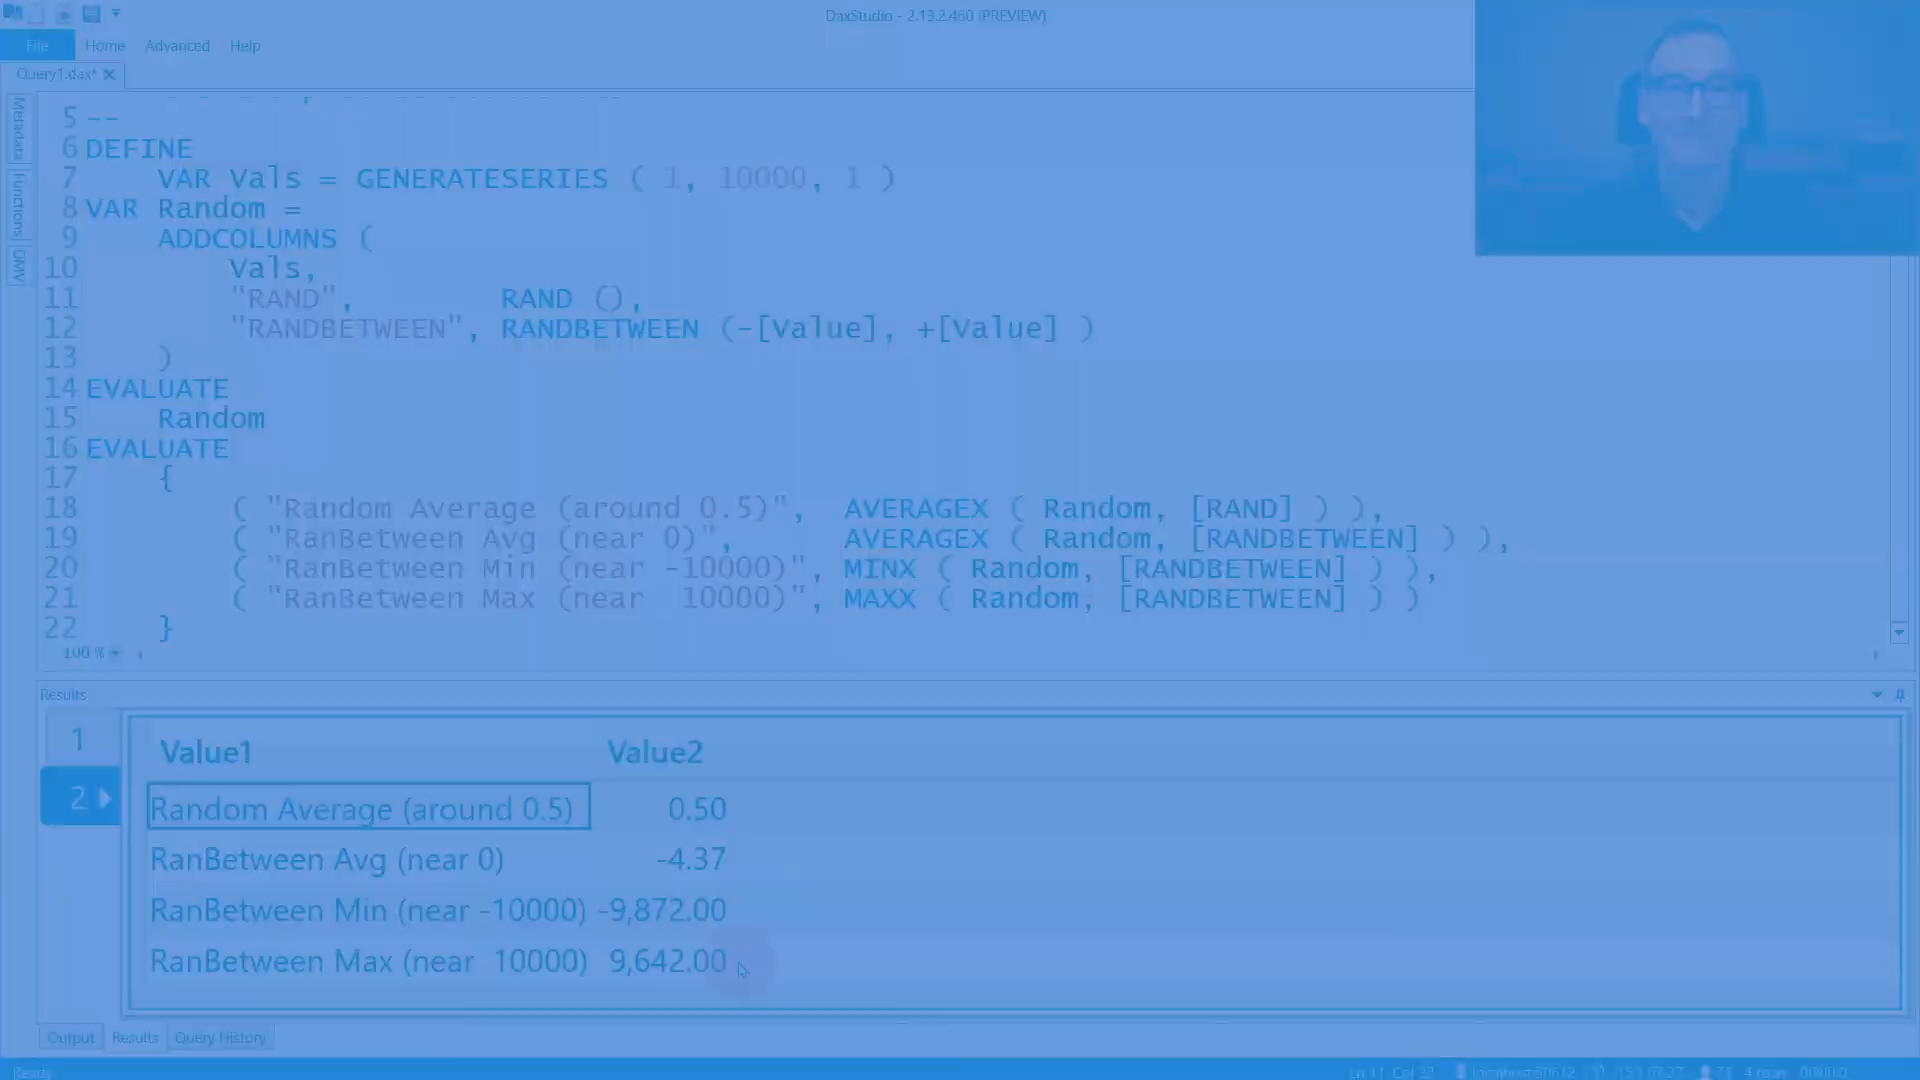 DaxStudio - 2.13.2.460 (PREVIEW)
File Home Advanced Help
Query1.dax*
Metadata
Functions
DMV
5 --
6 DEFINE
7 VAR Vals = GENERATESERIES ( 1, 10000, 1 )
8 VAR Random =
9 ADDCOLUMNS (
10 Vals,
11 "RAND", RAND (),
12 "RANDBETWEEN", RANDBETWEEN (-[Value], +[Value] )
13 )
14 EVALUATE
15 Random
16 EVALUATE
17 {
18 ( "Random Average (around 0.5)", AVERAGEX ( Random, [RAND] ) ),
19 ( "RanBetween Avg (near 0)", AVERAGEX ( Random, [RANDBETWEEN] ) ),
20 ( "RanBetween Min (near -10000)", MINX ( Random, [RANDBETWEEN] ) ),
21 ( "RanBetween Max (near 10000)", MAXX ( Random, [RANDBETWEEN] ) )
22 }
100 %
Results
1
2
Value1 Value2
Random Average (around 0.5) 0.50
RanBetween Avg (near 0) -4.37
RanBetween Min (near -10000) -9,872.00
RanBetween Max (near 10000) 9,642.00
Output Results Query History
Ready